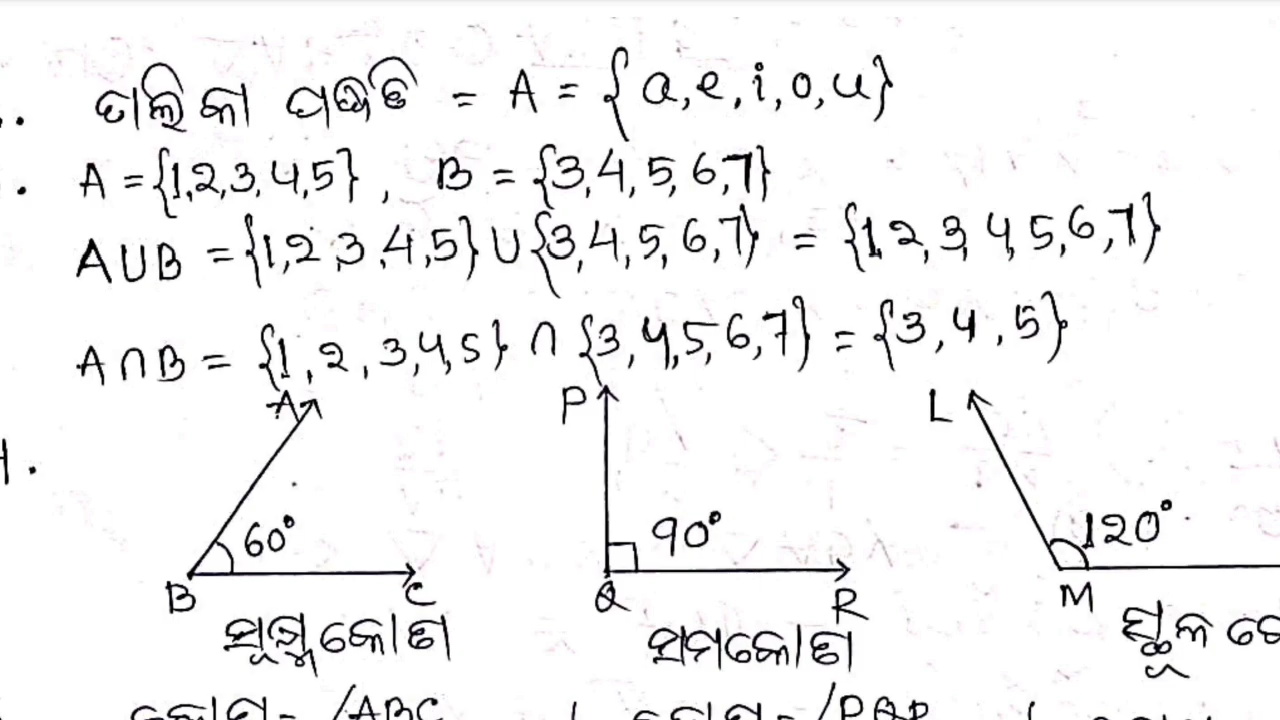 . ତାଲିକା ପଦ୍ଧତି = A = {a,e,i,o,u}
. A = {1,2,3,4,5}, B = {3,4,5,6,7}
A∪B = {1,2,3,4,5} ∪ {3,4,5,6,7} = {1,2,3,4,5,6,7}
A∩B = {1,2,3,4,5} ∩ {3,4,5,6,7} = {3,4,5}
A P L
60° 90° 120°
B C Q R M
ସୂକ୍ଷ୍ମକୋଣ ସମକୋଣ ସ୍ଥୂଳ
କୋଣ = ∠ABC କୋଣ = ∠PQR